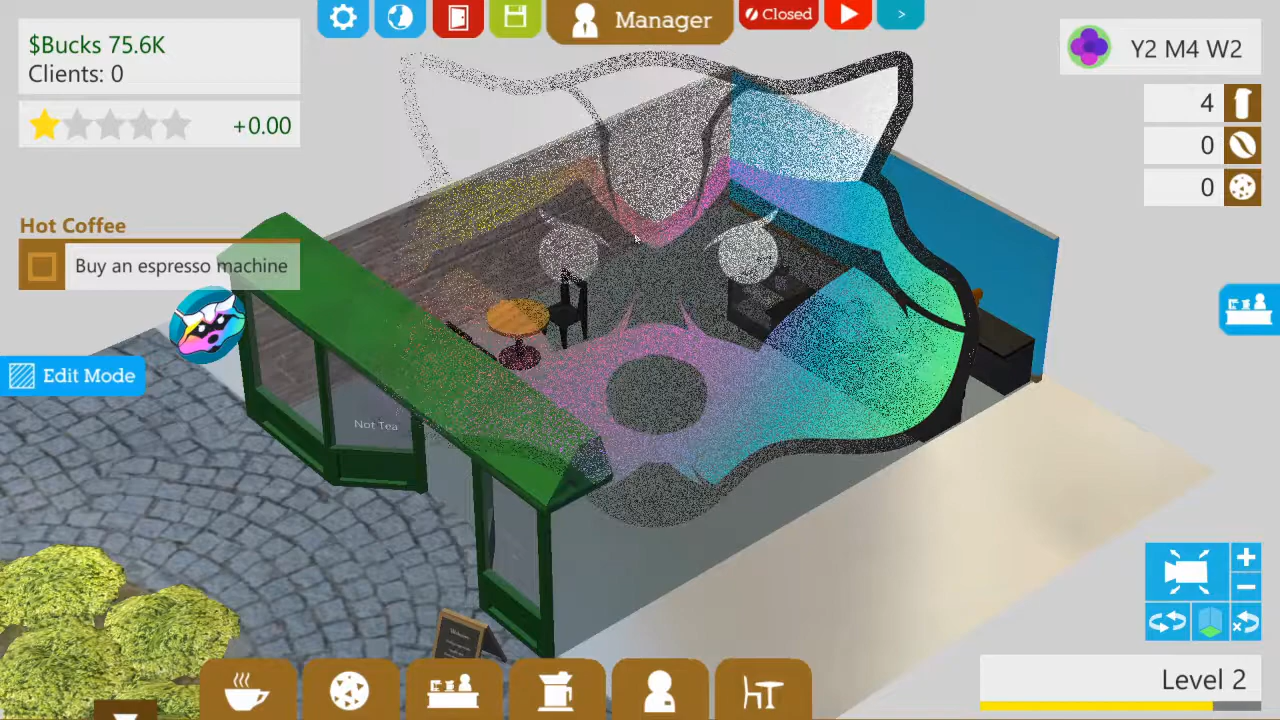 Manager
Closed
>
$Bucks 75.6K
Clients: 0
+0.00
Y2 M4 W2
4
0
0
Hot Coffee
Buy an espresso machine
Edit Mode
Not Tea
Level 2